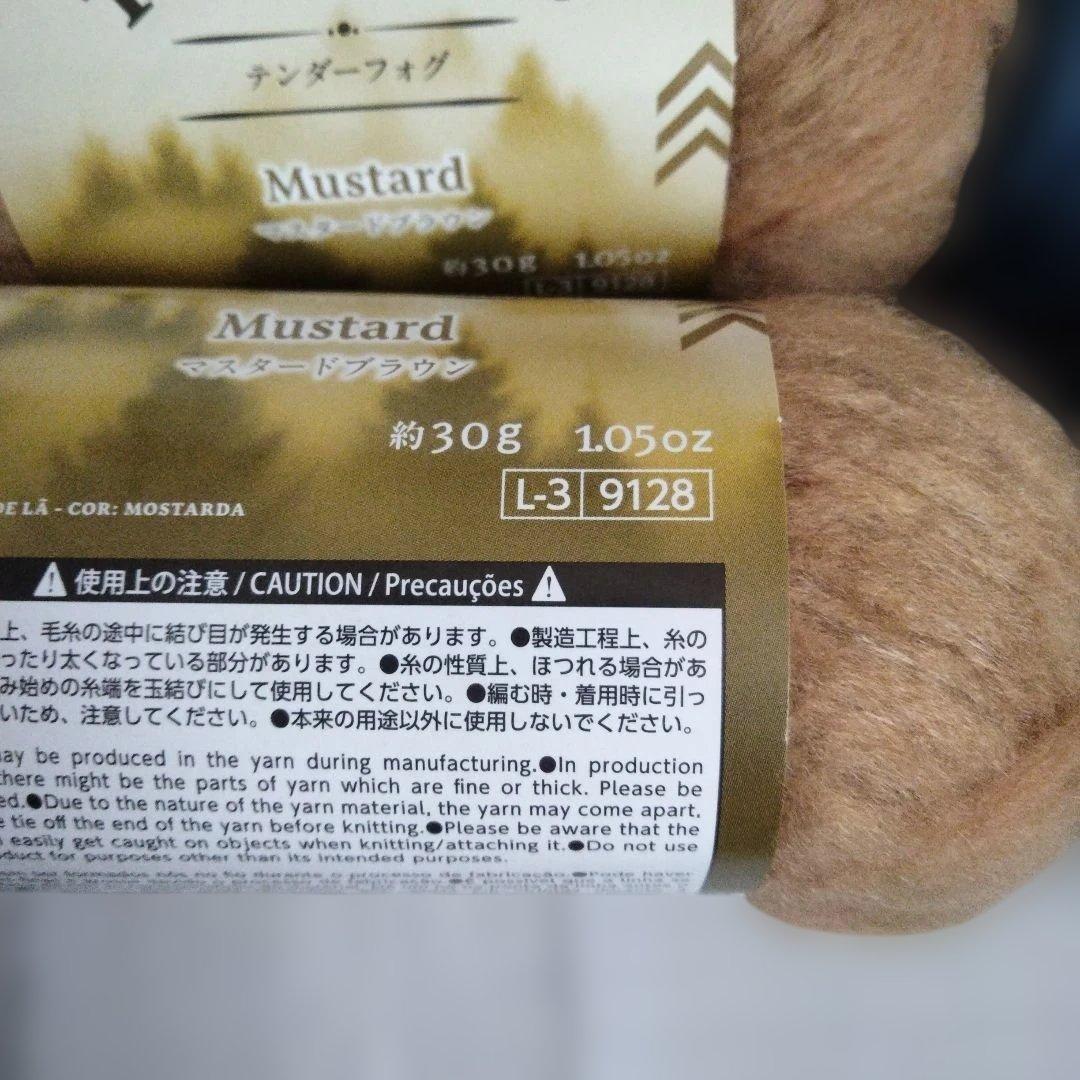 テンダーフォグ
Mustard
マスタードブラウン
約30g 1.05oz
L-3 9128
Mustard
マスタードブラウン
約30g 1.05oz
L-3 9128
DE LÃ - COR: MOSTARDA
使用上の注意 / CAUTION / Precauções
上、毛糸の途中に結び目が発生する場合があります。●製造工程上、糸の
ったり太くなっている部分があります。●糸の性質上、ほつれる場合があ
み始めの糸端を玉結びにして使用してください。●編む時・着用時に引っ
いため、注意してください。●本来の用途以外に使用しないでください。
may be produced in the yarn during manufacturing.●In production
there might be the parts of yarn which are fine or thick. Please be
ed.●Due to the nature of the yarn material, the yarn may come apart.
e tie off the end of the yarn before knitting.●Please be aware that the
easily get caught on objects when knitting/attaching it.●Do not use
oduct for purposes other than its intended purposes.
formados nós no fio durante o processo de fabricação.●Pode haver